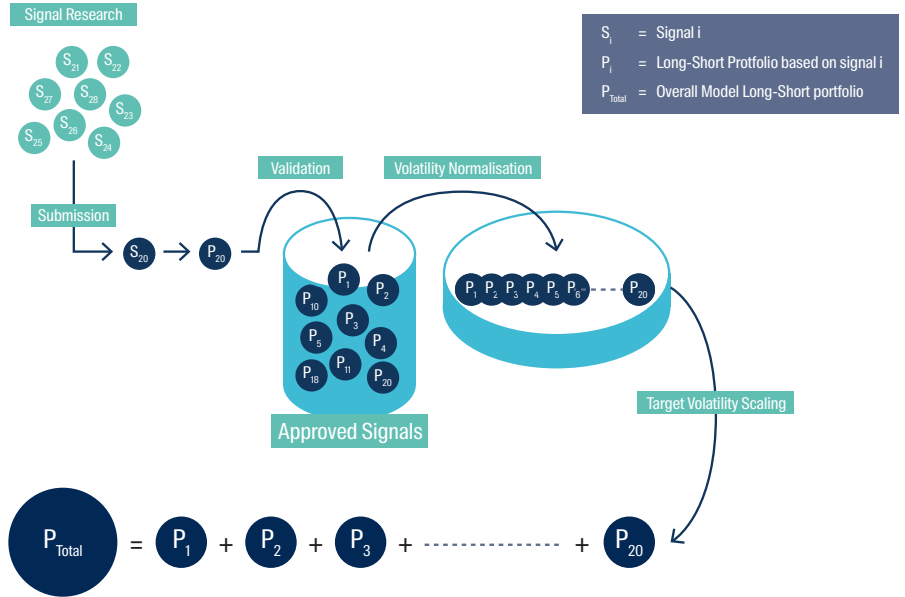 Signal Research
S21 S22
S27 S28 S23
S25 S26 S24
Submission
S20 P20
Validation
Volatility Normalisation
P1 P2
P10
P3
P5 P4
P18 P11 P20
Approved Signals
P1 P2 P3 P4 P5 P6 P20
Target Volatility Scaling
Si = Signal i
Pi = Long-Short Protfolio based on signal i
PTotal = Overall Model Long-Short portfolio
PTotal = P1 + P2 + P3 + + P20